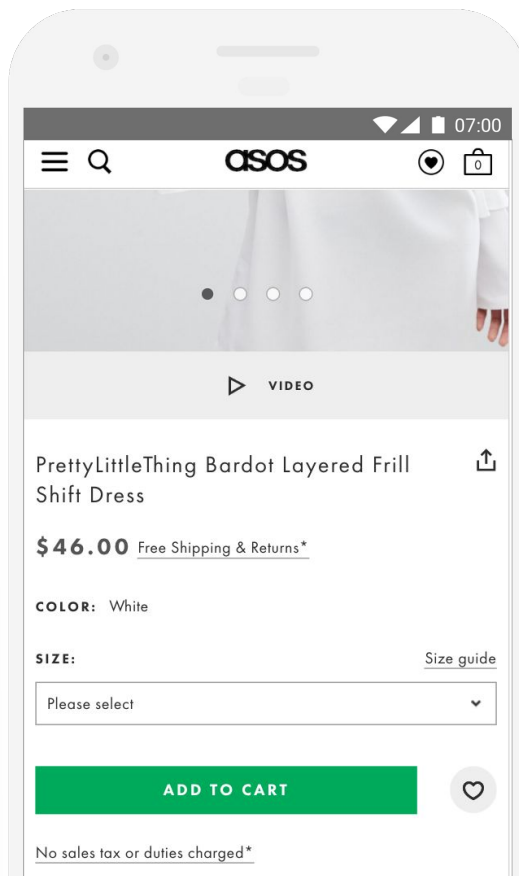 07:00
asos
0
VIDEO
PrettyLittleThing Bardot Layered Frill
Shift Dress
$46.00 Free Shipping & Returns*
COLOR: White
SIZE: Size guide
Please select
ADD TO CART
No sales tax or duties charged*